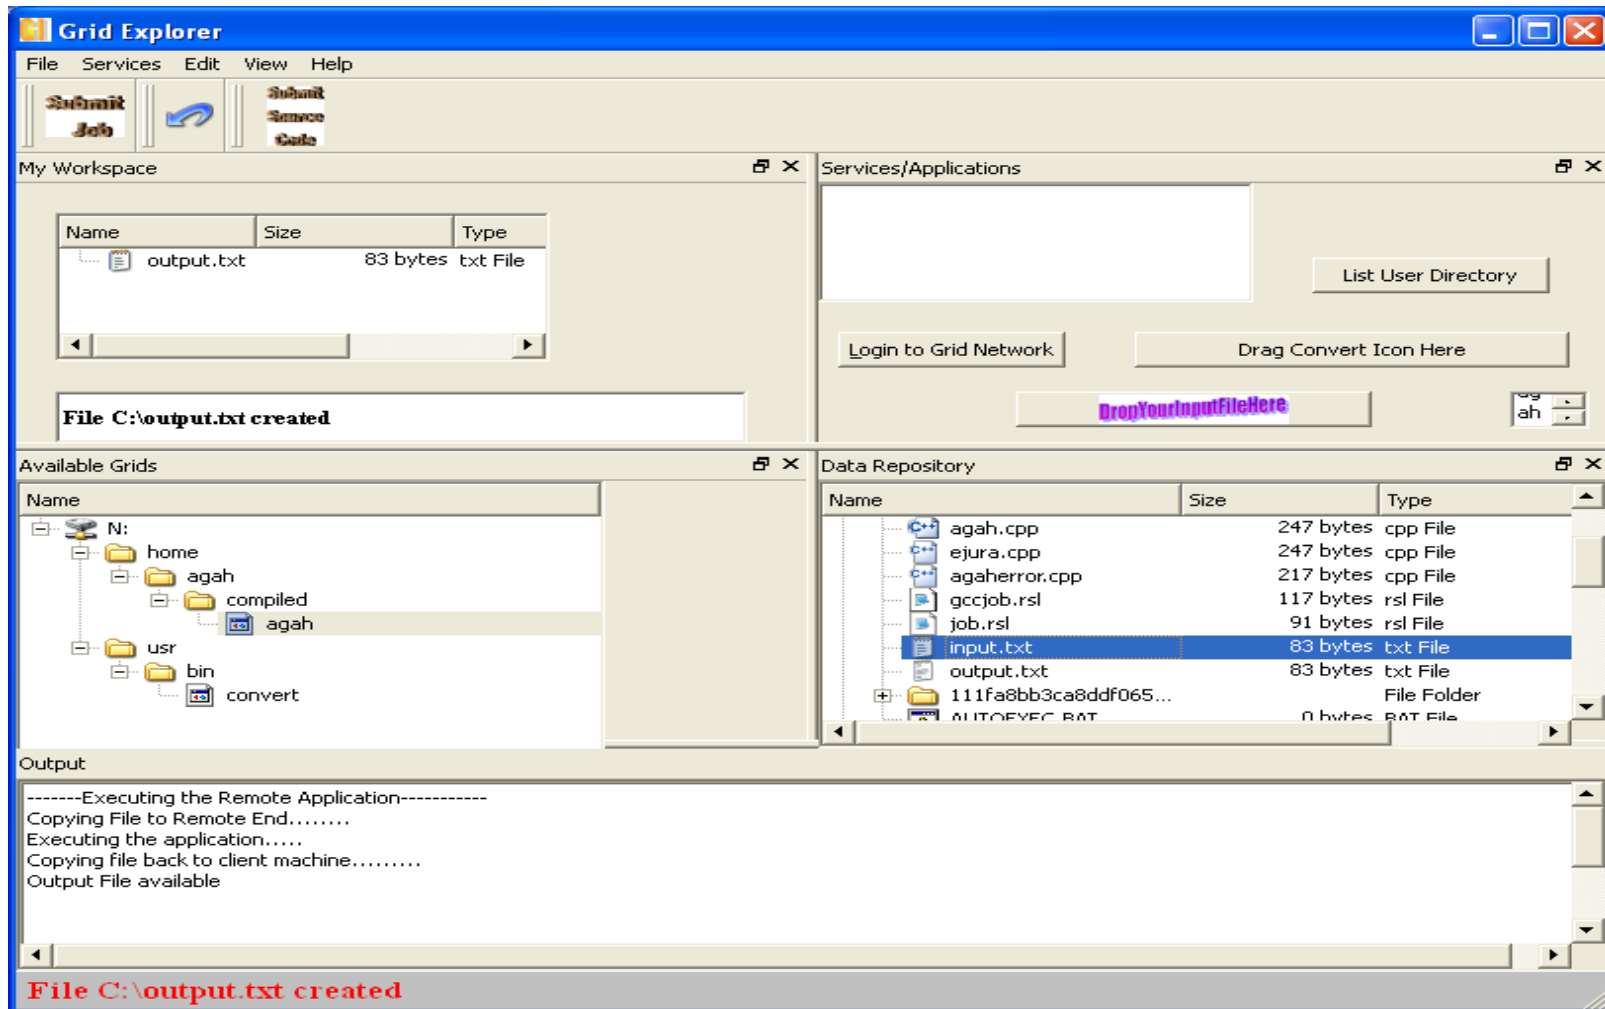 Grid Explorer
File Services Edit View Help
Submit Job
Submit Source Code
My Workspace
Name Size Type
output.txt 83 bytes txt File
File C:\output.txt created
Services/Applications
List User Directory
Login to Grid Network
Drag Convert Icon Here
DropYourInputFileHere
ah
Available Grids
Name
N:
home
agah
compiled
agah
usr
bin
convert
Data Repository
Name Size Type
agah.cpp 247 bytes cpp File
ejura.cpp 247 bytes cpp File
agaherror.cpp 217 bytes cpp File
gccjob.rsl 117 bytes rsl File
job.rsl 91 bytes rsl File
input.txt 83 bytes txt File
output.txt 83 bytes txt File
111fa8bb3ca8ddf065... File Folder
AUTOEXEC.BAT 0 bytes BAT File
Output
-------Executing the Remote Application-----------
Copying File to Remote End........
Executing the application.....
Copying file back to client machine.........
Output File available
File C:\output.txt created